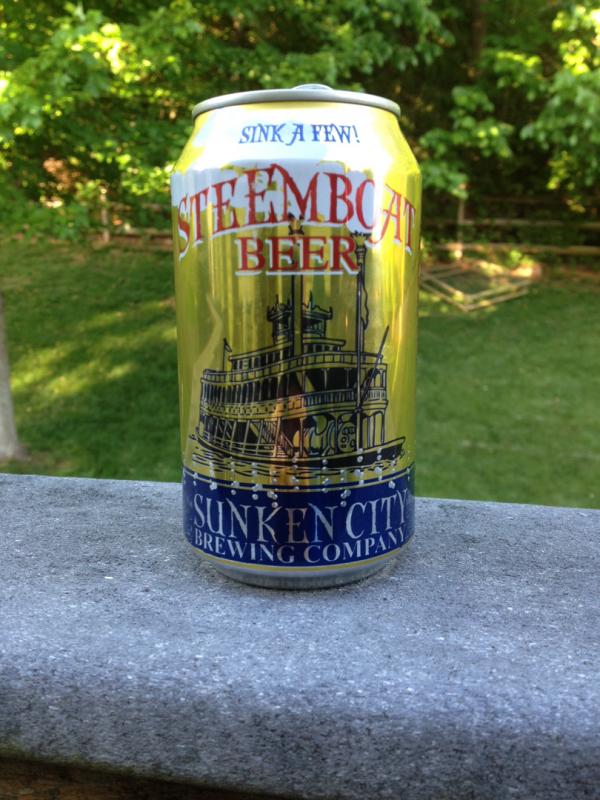 SINK A FEW!
STEEMBOAT
BEER
SUNKEN CITY
BREWING COMPANY